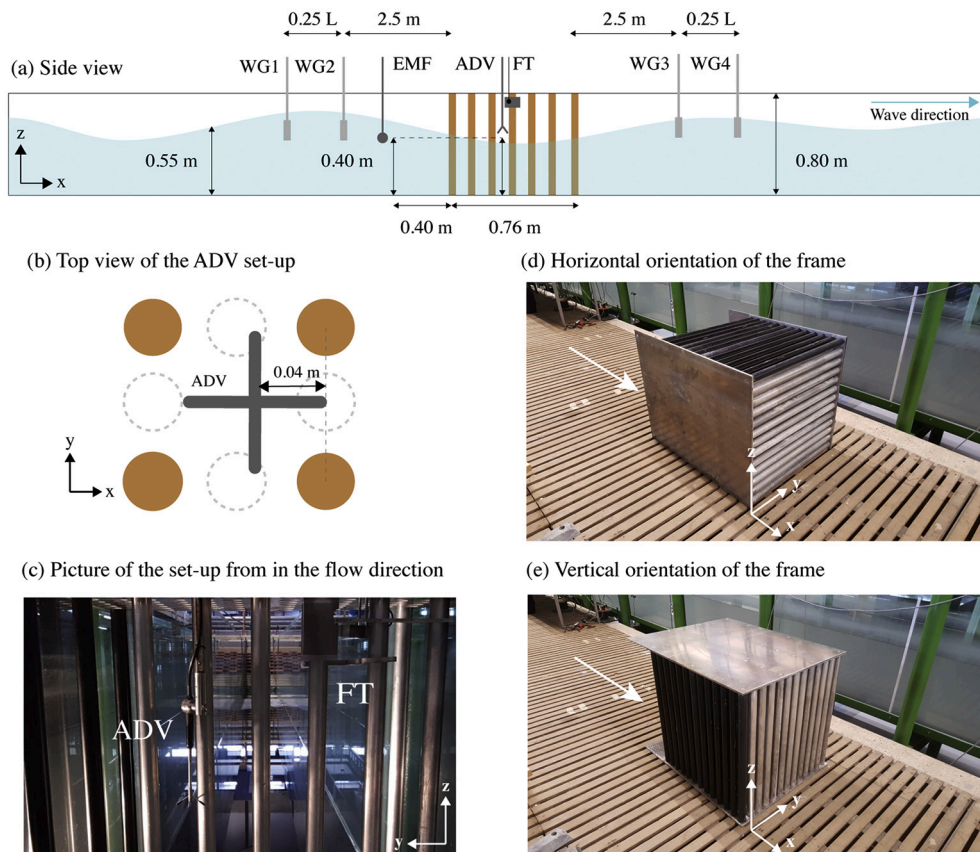 0.25 L
2.5 m
2.5 m
0.25 L
(a) Side view
WG1
WG2
EMF
ADV
FT
WG3
WG4
Wave direction
z
x
0.55 m
0.40 m
0.80 m
0.40 m
0.76 m
(b) Top view of the ADV set-up
ADV
0.04 m
y
x
(c) Picture of the set-up from in the flow direction
ADV
FT
z
y
(d) Horizontal orientation of the frame
z
y
x
(e) Vertical orientation of the frame
z
y
x